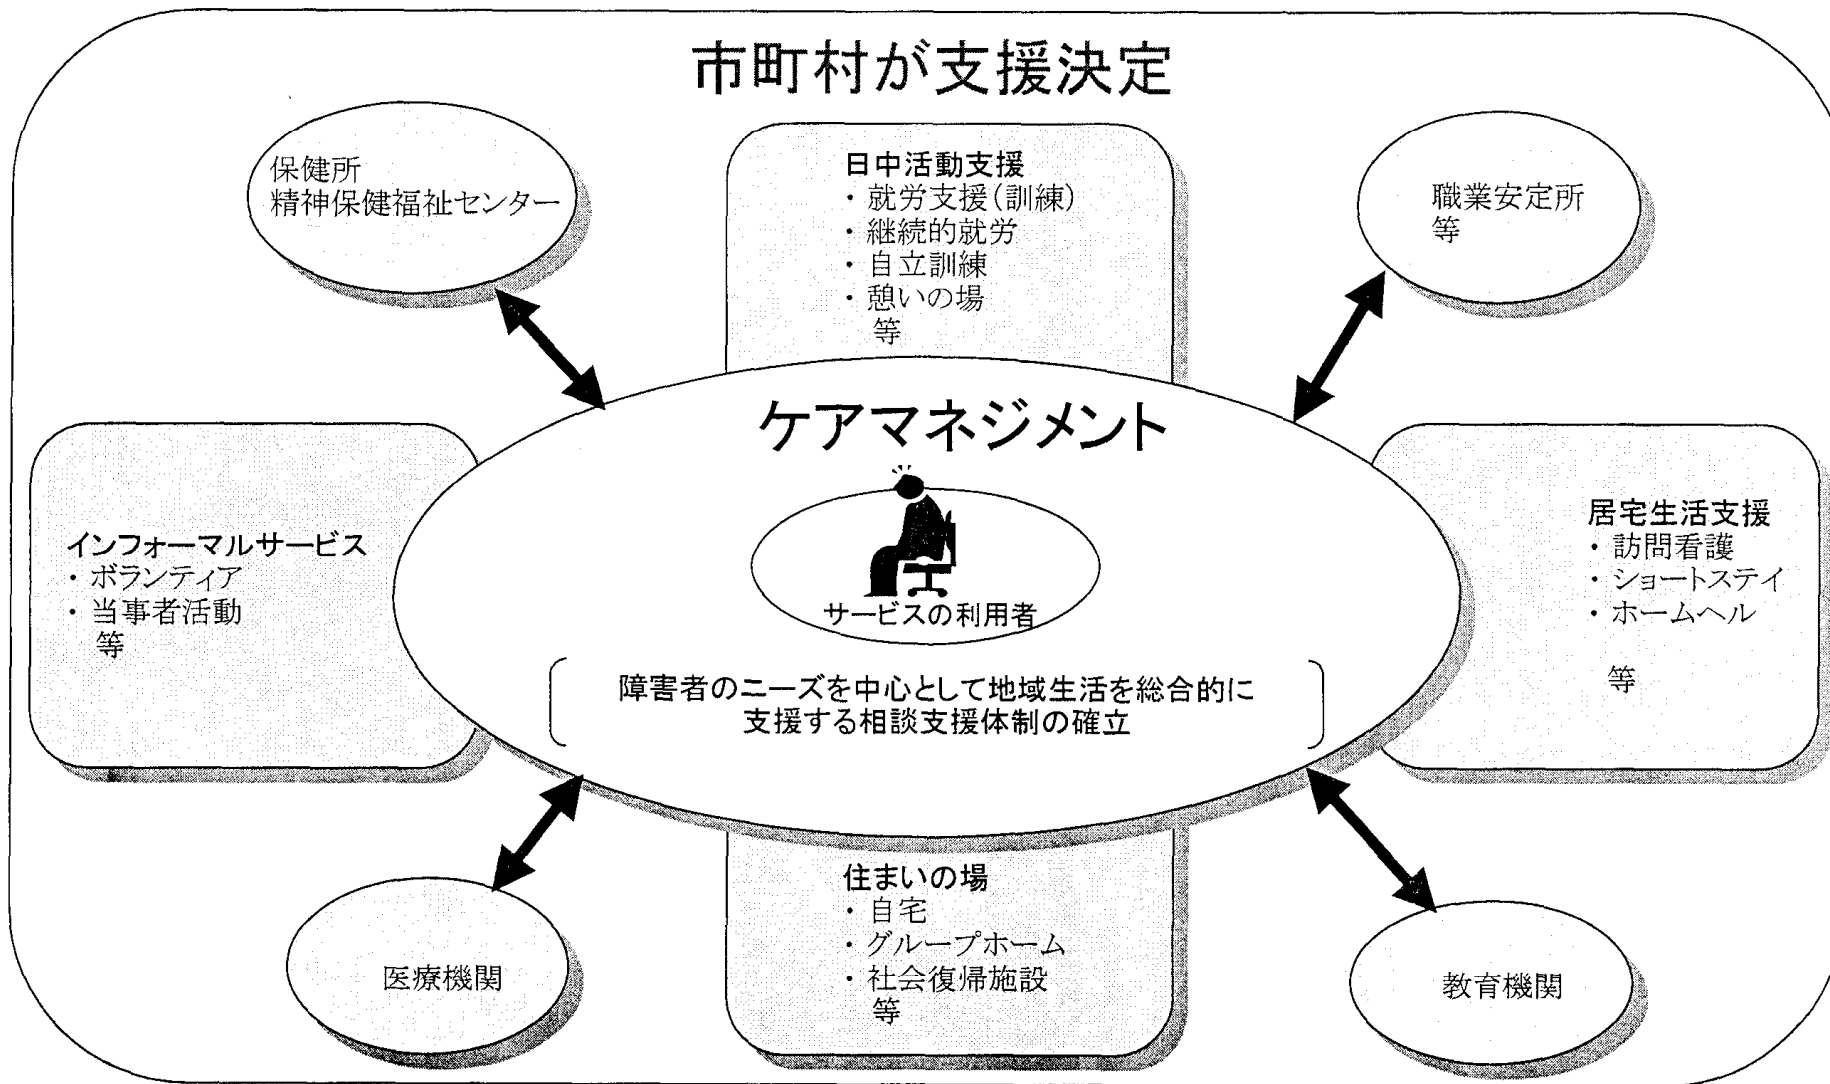 市町村が支援決定
保健所
精神保健福祉センター
日中活動支援
・就労支援(訓練)
・継続的就労
・自立訓練
・憩いの場
等
職業安定所
等
ケアマネジメント
サービスの利用者
障害者のニーズを中心として地域生活を総合的に
支援する相談支援体制の確立
インフォーマルサービス
・ボランティア
・当事者活動
等
居宅生活支援
・訪問看護
・ショートステイ
・ホームヘル
等
医療機関
住まいの場
・自宅
・グループホーム
・社会復帰施設
等
教育機関